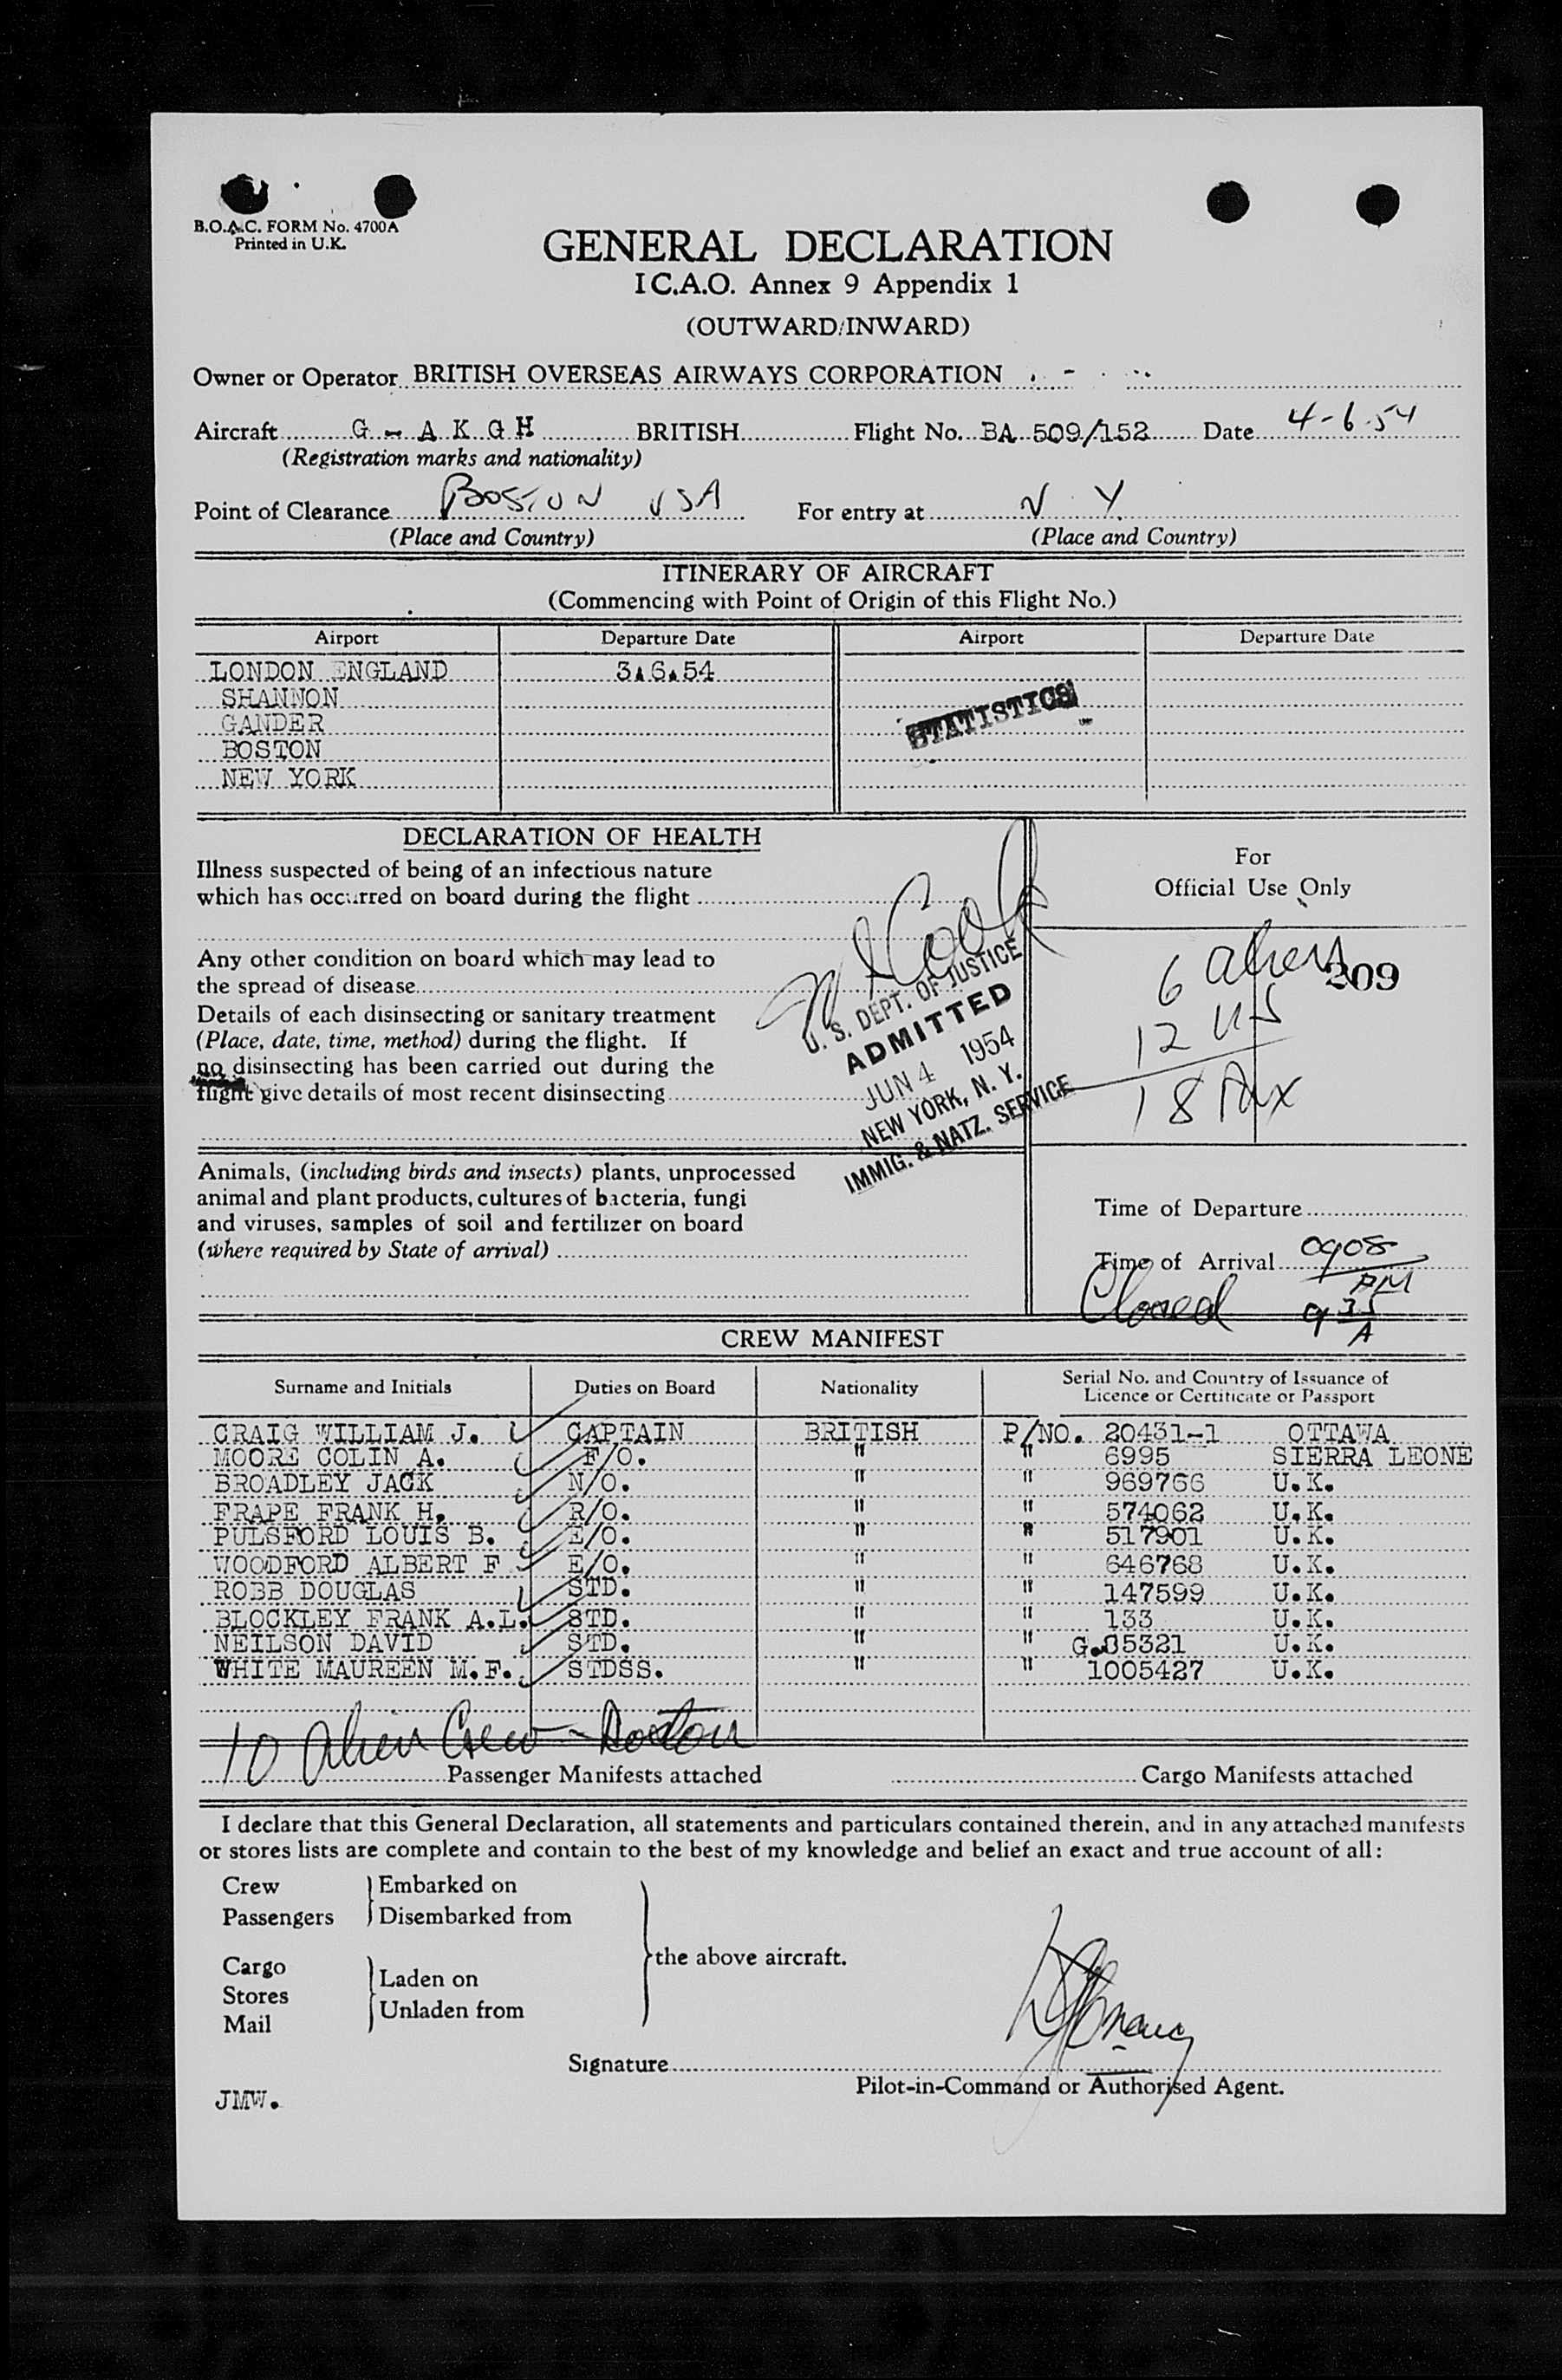 B.O.A.C. FORM No. 4700A
Printed in U.K.
GENERAL DECLARATION
I C.A.O. Annex 9 Appendix 1
(OUTWARD/INWARD)
Owner or Operator BRITISH OVERSEAS AIRWAYS CORPORATION
Aircraft G - A K G H BRITISH Flight No. BA 509/152 Date 4-6-54
(Registration marks and nationality)
Point of Clearance BOSTON USA For entry at N Y
(Place and Country) (Place and Country)
ITINERARY OF AIRCRAFT
(Commencing with Point of Origin of this Flight No.)
Airport Departure Date Airport Departure Date
LONDON ENGLAND 3.6.54
SHANNON
GANDER
BOSTON
NEW YORK
STATISTICS
DECLARATION OF HEALTH
Illness suspected of being of an infectious nature
which has occurred on board during the flight
Any other condition on board which may lead to
the spread of disease
Details of each disinsecting or sanitary treatment
(Place, date, time, method) during the flight. If
no disinsecting has been carried out during the
flight give details of most recent disinsecting
U. S. DEPT. OF JUSTICE
ADMITTED
JUN 4 1954
NEW YORK, N. Y.
IMMIG. & NATZ. SERVICE
For
Official Use Only
6 aliens
209
12 US
18 Pax
Animals, (including birds and insects) plants, unprocessed
animal and plant products, cultures of bacteria, fungi
and viruses, samples of soil and fertilizer on board
(where required by State of arrival)
Time of Departure
Time of Arrival 0908
AM
Closed 9 35
A
CREW MANIFEST
Surname and Initials Duties on Board Nationality Serial No. and Country of Issuance of
Licence or Certificate or Passport
CRAIG WILLIAM J. CAPTAIN BRITISH P/NO. 20431-1 OTTAWA
MOORE COLIN A. F/O. " " 6995 SIERRA LEONE
BROADLEY JACK N/O. " " 969766 U.K.
FRAPE FRANK H. R/O. " " 574062 U.K.
PULSFORD LOUIS B. E/O. " " 517901 U.K.
WOODFORD ALBERT F E/O. " " 646768 U.K.
ROBB DOUGLAS STD. " " 147599 U.K.
BLOCKLEY FRANK A.L. STD. " " 133 U.K.
NEILSON DAVID STD. " " G.35321 U.K.
WHITE MAUREEN M.F. STDSS. " " 1005427 U.K.
10 Alien Crew - Boston
Passenger Manifests attached Cargo Manifests attached
I declare that this General Declaration, all statements and particulars contained therein, and in any attached manifests
or stores lists are complete and contain to the best of my knowledge and belief an exact and true account of all:
Crew Embarked on
Passengers Disembarked from
the above aircraft.
Cargo
Laden on
Stores
Unladen from
Mail
Signature
Pilot-in-Command or Authorised Agent.
JMW.